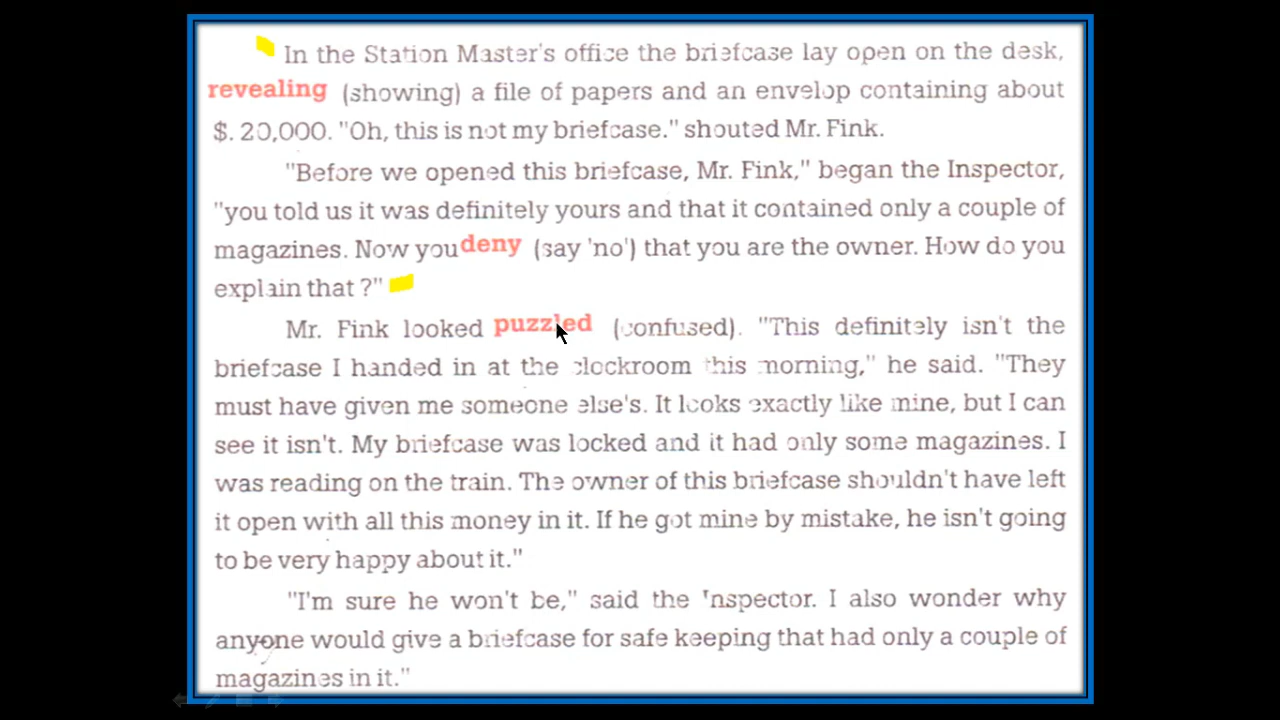 In the Station Master's office the briefcase lay open on the desk,
revealing (showing) a file of papers and an envelop containing about
$. 20,000. "Oh, this is not my briefcase." shouted Mr. Fink.
"Before we opened this briefcase, Mr. Fink," began the Inspector,
"you told us it was definitely yours and that it contained only a couple of
magazines. Now you deny (say 'no') that you are the owner. How do you
explain that ?"
Mr. Fink looked puzzled (confused). "This definitely isn't the
briefcase I handed in at the clockroom this morning," he said. "They
must have given me someone else's. It looks exactly like mine, but I can
see it isn't. My briefcase was locked and it had only some magazines. I
was reading on the train. The owner of this briefcase shouldn't have left
it open with all this money in it. If he got mine by mistake, he isn't going
to be very happy about it."
"I'm sure he won't be," said the Inspector. I also wonder why
anyone would give a briefcase for safe keeping that had only a couple of
magazines in it."